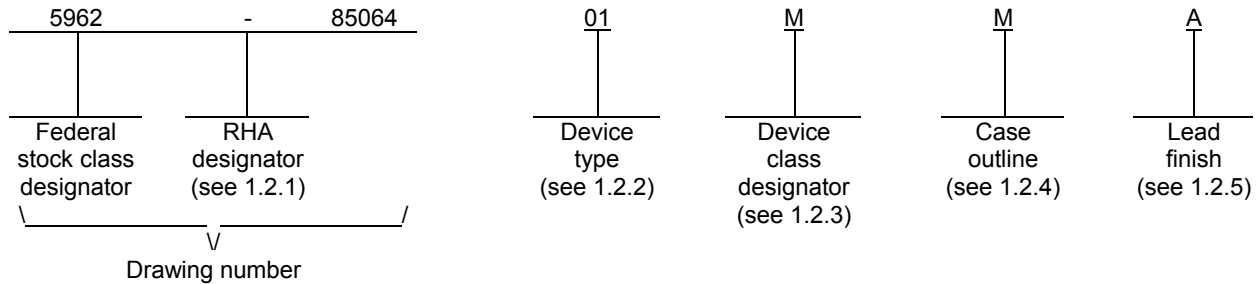 5962 - 85064 01 M M A
Federal stock class designator
RHA designator (see 1.2.1)
Device type (see 1.2.2)
Device class designator (see 1.2.3)
Case outline (see 1.2.4)
Lead finish (see 1.2.5)
\ / \/
Drawing number